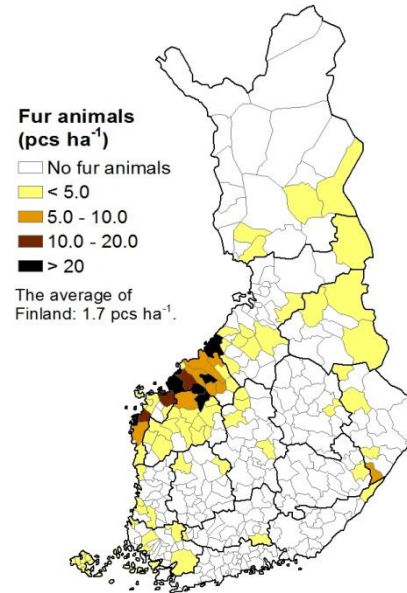 Fur animals
(pcs ha⁻¹)
No fur animals
< 5.0
5.0 - 10.0
10.0 - 20.0
> 20
The average of
Finland: 1.7 pcs ha⁻¹.